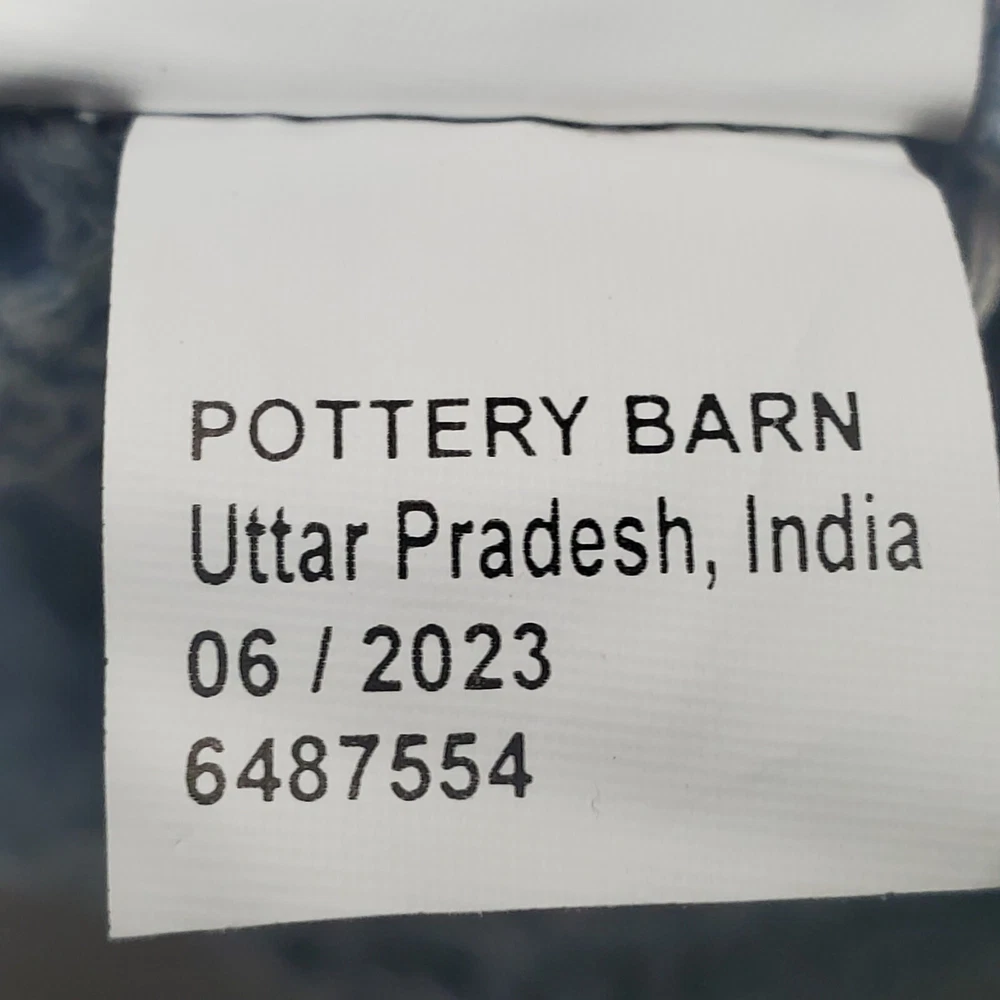 POTTERY BARN
Uttar Pradesh, India
06 / 2023
6487554